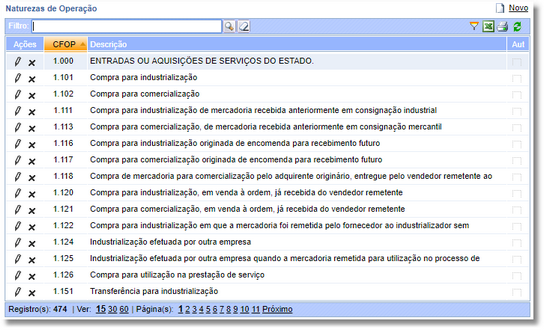 Naturezas de Operação Novo
Filtro:
Ações CFOP Descrição Aut
1.000 ENTRADAS OU AQUISIÇÕES DE SERVIÇOS DO ESTADO.
1.101 Compra para industrialização
1.102 Compra para comercialização
1.111 Compra para industrialização de mercadoria recebida anteriormente em consignação industrial
1.113 Compra para comercialização, de mercadoria recebida anteriormente em consignação mercantil
1.116 Compra para industrialização originada de encomenda para recebimento futuro
1.117 Compra para comercialização originada de encomenda para recebimento futuro
1.118 Compra de mercadoria para comercialização pelo adquirente originário, entregue pelo vendedor remetente ao
1.120 Compra para industrialização, em venda à ordem, já recebida do vendedor remetente
1.121 Compra para comercialização, em venda à ordem, já recebida do vendedor remetente
1.122 Compra para industrialização em que a mercadoria foi remetida pelo fornecedor ao industrializador sem
1.124 Industrialização efetuada por outra empresa
1.125 Industrialização efetuada por outra empresa quando a mercadoria remetida para utilização no processo de
1.126 Compra para utilização na prestação de serviço
1.151 Transferência para industrialização
Registro(s): 474 | Ver: 15 30 60 | Página(s): 1 2 3 4 5 6 7 8 9 10 11 Próximo